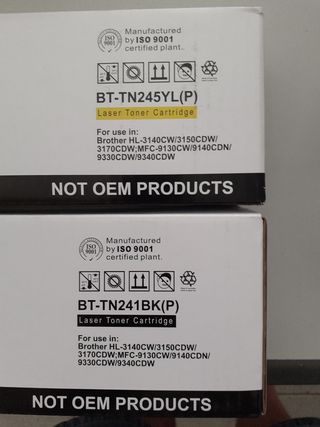 Manufactured
by ISO 9001
certified plant.
BT-TN245YL(P)
Laser Toner Cartridge
For use in:
Brother HL-3140CW/3150CDW/
3170CDW;MFC-9130CW/9140CDN/
9330CDW/9340CDW
NOT OEM PRODUCTS
ISO
9001
Manufactured
by ISO 9001
certified plant.
BT-TN241BK(P)
Laser Toner Cartridge
For use in:
Brother HL-3140CW/3150CDW/
3170CDW;MFC-9130CW/9140CDN/
9330CDW/9340CDW
NOT OEM PRODUCTS